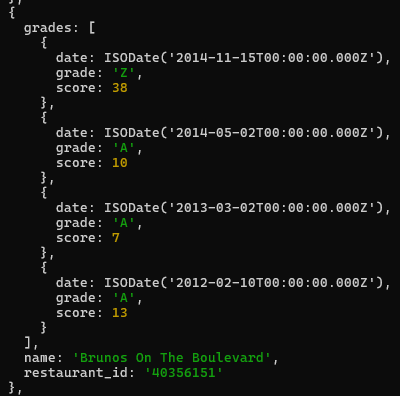 },
{
  grades: [
    {
      date: ISODate('2014-11-15T00:00:00.000Z'),
      grade: 'Z',
      score: 38
    },
    {
      date: ISODate('2014-05-02T00:00:00.000Z'),
      grade: 'A',
      score: 10
    },
    {
      date: ISODate('2013-03-02T00:00:00.000Z'),
      grade: 'A',
      score: 7
    },
    {
      date: ISODate('2012-02-10T00:00:00.000Z'),
      grade: 'A',
      score: 13
    }
  ],
  name: 'Brunos On The Boulevard',
  restaurant_id: '40356151'
},